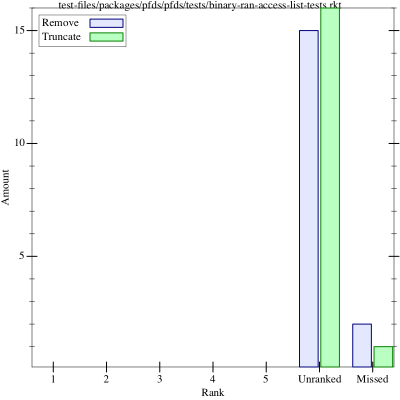 test-files/packages/pfds/pfds/tests/binary-ran-access-list-tests.rkt
Remove
Truncate
15
10
5
Amount
1 2 3 4 5 Unranked Missed
Rank